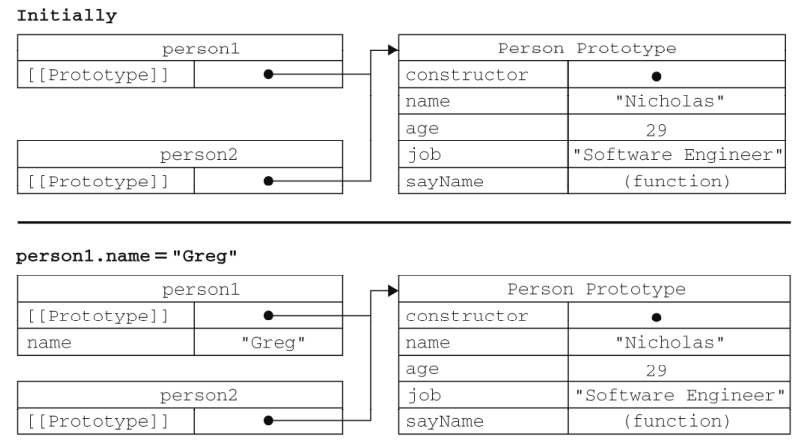 Initially
person1
[[Prototype]]
person2
[[Prototype]]
Person Prototype
constructor
name "Nicholas"
age 29
job "Software Engineer"
sayName (function)
person1.name = "Greg"
person1
[[Prototype]]
name "Greg"
person2
[[Prototype]]
Person Prototype
constructor
name "Nicholas"
age 29
job "Software Engineer"
sayName (function)